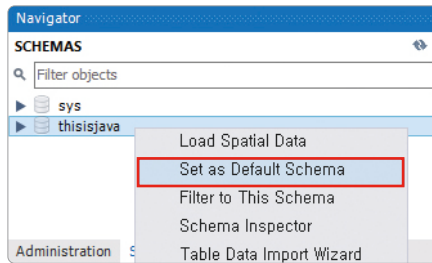 Navigator
SCHEMAS
Filter objects
sys
thisisjava
Load Spatial Data
Set as Default Schema
Filter to This Schema
Schema Inspector
Table Data Import Wizard
Administration